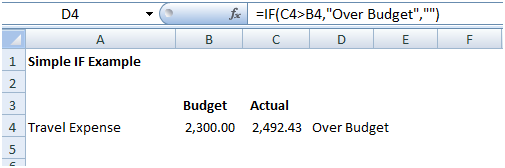 D4 fx =IF(C4>B4,"Over Budget","")
A B C D E F
1 Simple IF Example
2
3 Budget Actual
4 Travel Expense 2,300.00 2,492.43 Over Budget
5